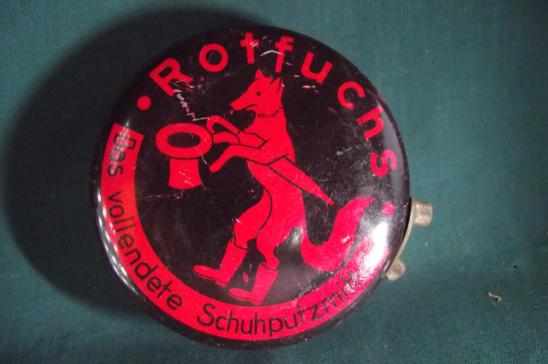 Rotfuchs
Das vollendete Schuhputzmittel